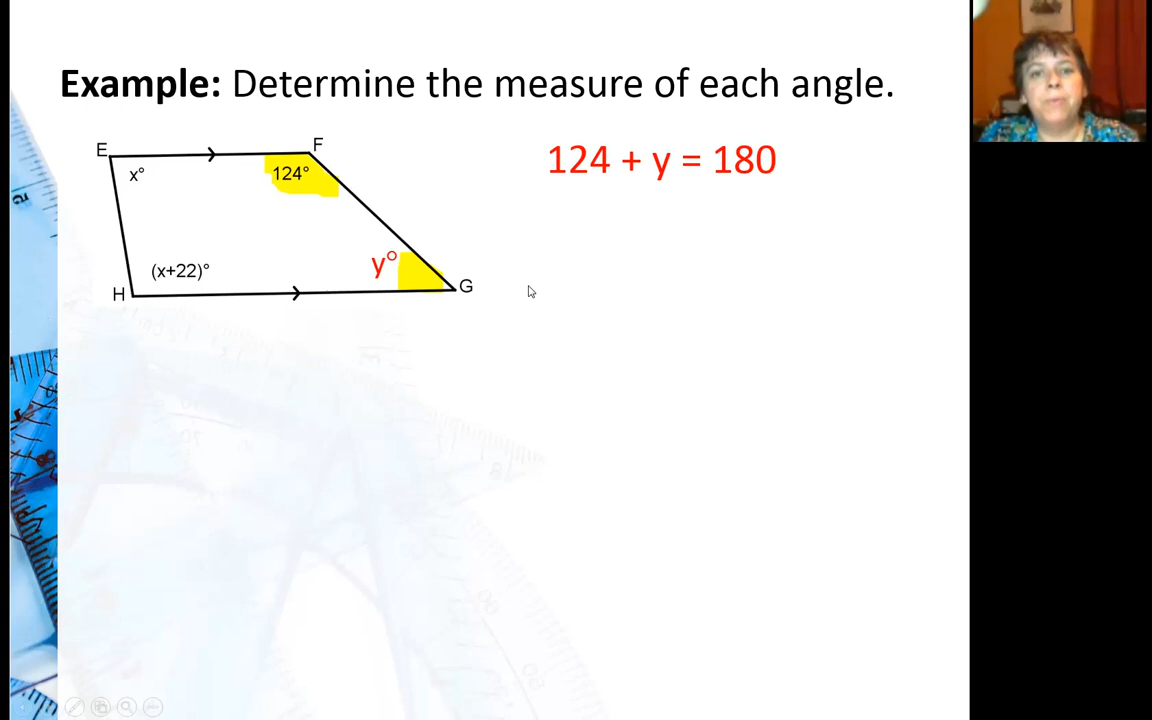 Example: Determine the measure of each angle.
E
F
124 + y = 180
x°
124°
(x+22)°
y°
H
G